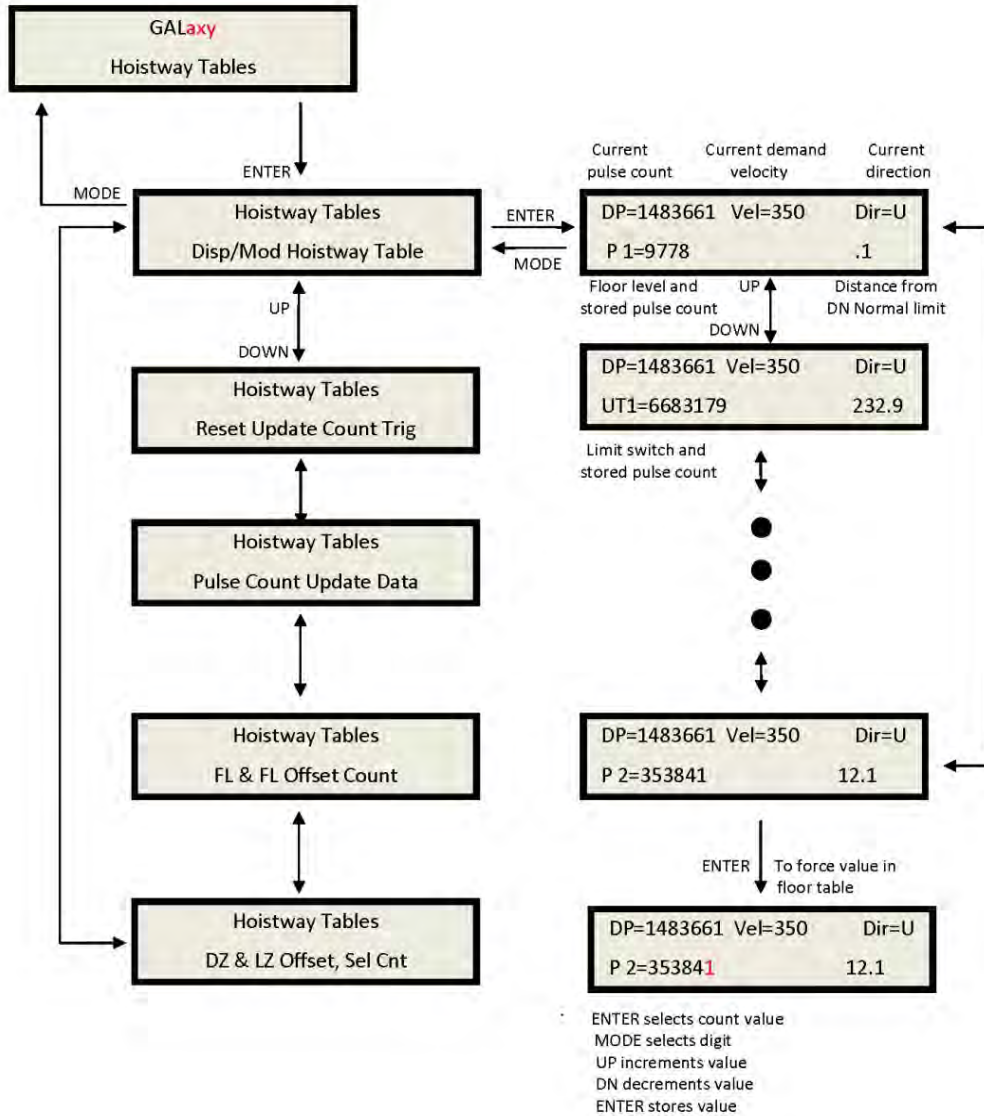 GALaxy
Hoistway Tables
ENTER
MODE
Hoistway Tables
Disp/Mod Hoistway Table
UP
DOWN
Hoistway Tables
Reset Update Count Trig
Hoistway Tables
Pulse Count Update Data
Hoistway Tables
FL & FL Offset Count
Hoistway Tables
DZ & LZ Offset, Sel Cnt
ENTER
MODE
Current
pulse count
Current demand
velocity
Current
direction
DP=1483661 Vel=350 Dir=U
P 1=9778 .1
Floor level and
stored pulse count
UP
DOWN
Distance from
DN Normal limit
DP=1483661 Vel=350 Dir=U
UT1=6683179 232.9
Limit switch and
stored pulse count
DP=1483661 Vel=350 Dir=U
P 2=353841 12.1
ENTER
To force value in
floor table
DP=1483661 Vel=350 Dir=U
P 2=353841 12.1
: ENTER selects count value
MODE selects digit
UP increments value
DN decrements value
ENTER stores value